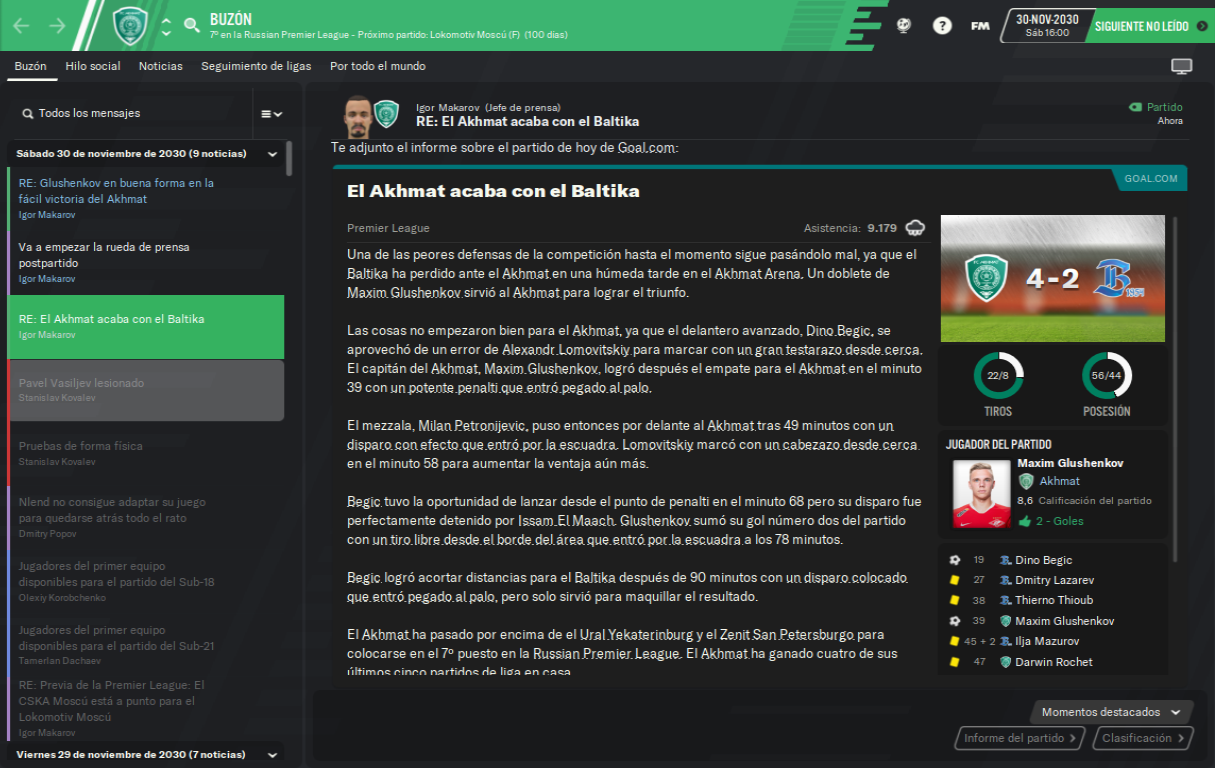 BUZÓN
7º en la Russian Premier League - Próximo partido: Lokomotiv Moscú (F) (100 días)
?
FM
30-NOV-2030
Sáb 16:00
SIGUIENTE NO LEÍDO
Buzón
Hilo social
Noticias
Seguimiento de ligas
Por todo el mundo
Todos los mensajes
Sábado 30 de noviembre de 2030 (9 noticias)
RE: Glushenkov en buena forma en la
fácil victoria del Akhmat
Igor Makarov
Va a empezar la rueda de prensa
postpartido
Igor Makarov
RE: El Akhmat acaba con el Baltika
Igor Makarov
Pavel Vasiljev lesionado
Stanislav Kovalev
Pruebas de forma física
Stanislav Kovalev
Nlend no consigue adaptar su juego
para quedarse atrás todo el rato
Dmitry Popov
Jugadores del primer equipo
disponibles para el partido del Sub-18
Olexiy Korobchenko
Jugadores del primer equipo
disponibles para el partido del Sub-21
Tamerlan Dachaev
RE: Previa de la Premier League: El
CSKA Moscú está a punto para el
Lokomotiv Moscú
Igor Makarov
Viernes 29 de noviembre de 2030 (7 noticias)
Igor Makarov (Jefe de prensa)
RE: El Akhmat acaba con el Baltika
Partido
Ahora
Te adjunto el informe sobre el partido de hoy de Goal.com:
GOAL.COM
El Akhmat acaba con el Baltika
Premier League
Asistencia: 9.179
Una de las peores defensas de la competición hasta el momento sigue pasándolo mal, ya que el
Baltika ha perdido ante el Akhmat en una húmeda tarde en el Akhmat Arena. Un doblete de
Maxim Glushenkov sirvió al Akhmat para lograr el triunfo.
Las cosas no empezaron bien para el Akhmat, ya que el delantero avanzado, Dino Begic, se
aprovechó de un error de Alexandr Lomovitskiy para marcar con un gran testarazo desde cerca.
El capitán del Akhmat, Maxim Glushenkov, logró después el empate para el Akhmat en el minuto
39 con un potente penalti que entró pegado al palo.
El mezzala, Milan Petronijevic, puso entonces por delante al Akhmat tras 49 minutos con un
disparo con efecto que entró por la escuadra. Lomovitskiy marcó con un cabezazo desde cerca
en el minuto 58 para aumentar la ventaja aún más.
Begic tuvo la oportunidad de lanzar desde el punto de penalti en el minuto 68 pero su disparo fue
perfectamente detenido por Issam El Maach. Glushenkov sumó su gol número dos del partido
con un tiro libre desde el borde del área que entró por la escuadra a los 78 minutos.
Begic logró acortar distancias para el Baltika después de 90 minutos con un disparo colocado
que entró pegado al palo, pero solo sirvió para maquillar el resultado.
El Akhmat ha pasado por encima de el Ural Yekaterinburg y el Zenit San Petersburgo para
colocarse en el 7º puesto en la Russian Premier League. El Akhmat ha ganado cuatro de sus
últimos cinco partidos de liga en casa.
4-2
1954
22/8
TIROS
56/44
POSESIÓN
JUGADOR DEL PARTIDO
Maxim Glushenkov
Akhmat
8,6 Calificación del partido
2 - Goles
19 Dino Begic
27 Dmitry Lazarev
38 Thierno Thioub
39 Maxim Glushenkov
45 + 2 Ilja Mazurov
47 Darwin Rochet
Momentos destacados
Informe del partido
Clasificación